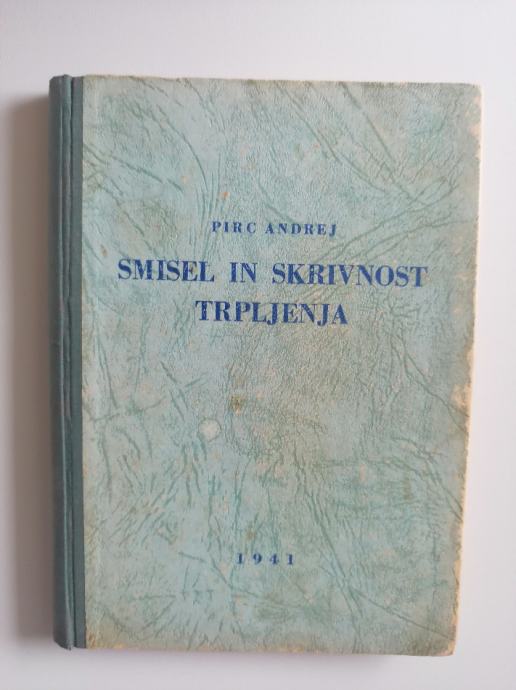 PIRC ANDREJ
SMISEL IN SKRIVNOST
TRPLJENJA
1941